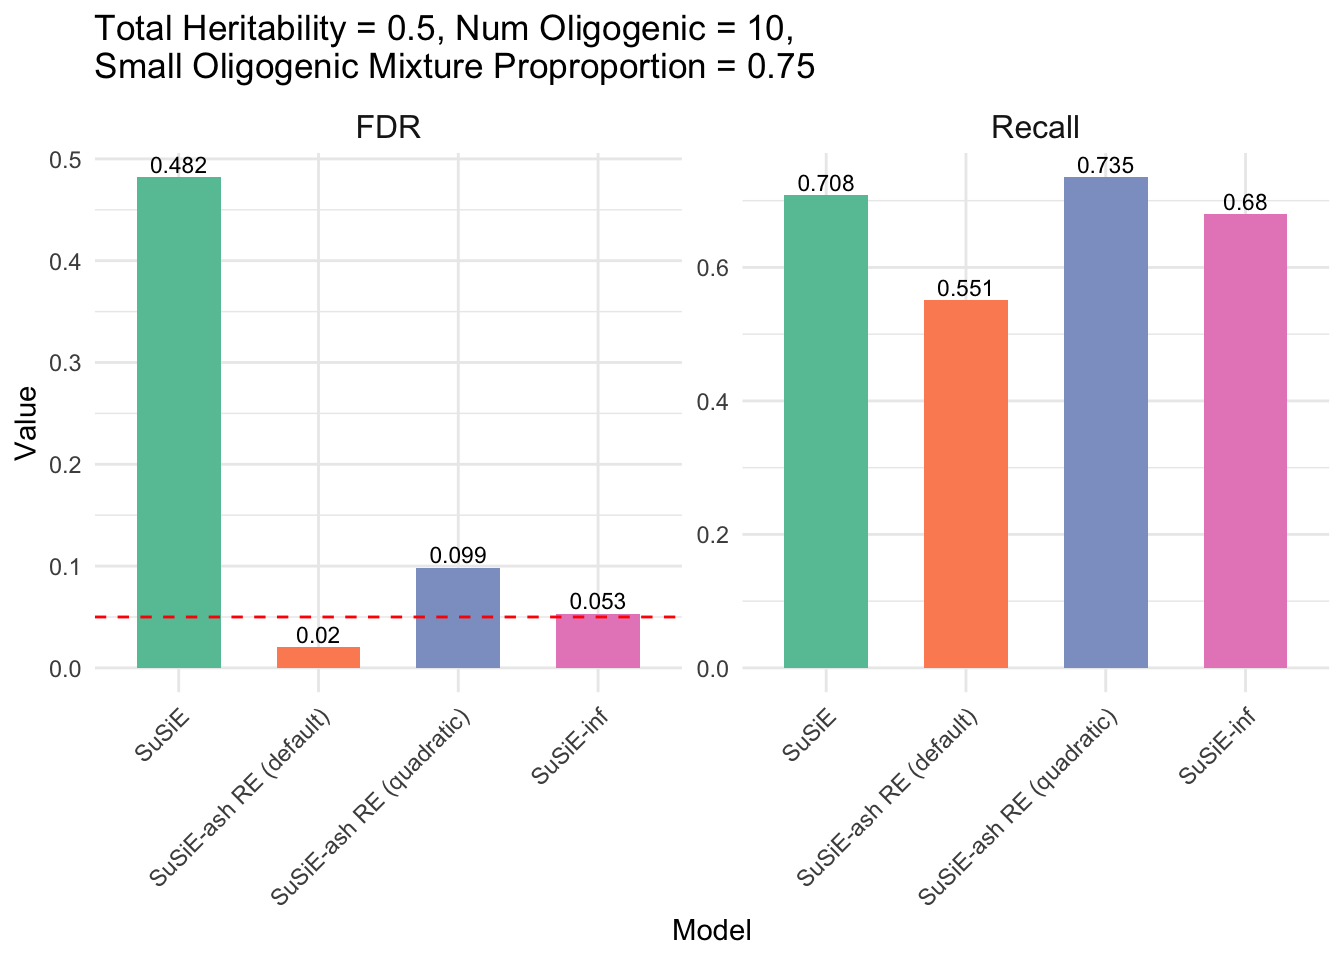 Total Heritability = 0.5, Num Oligogenic = 10,
Small Oligogenic Mixture Proproportion = 0.75
FDR
Recall
Value
0.5
0.4
0.3
0.2
0.1
0.0
0.482
0.02
0.099
0.053
0.6
0.4
0.2
0.0
0.708
0.551
0.735
0.68
SuSiE
SuSiE-ash RE (default)
SuSiE-ash RE (quadratic)
SuSiE-inf
SuSiE
SuSiE-ash RE (default)
SuSiE-ash RE (quadratic)
SuSiE-inf
Model